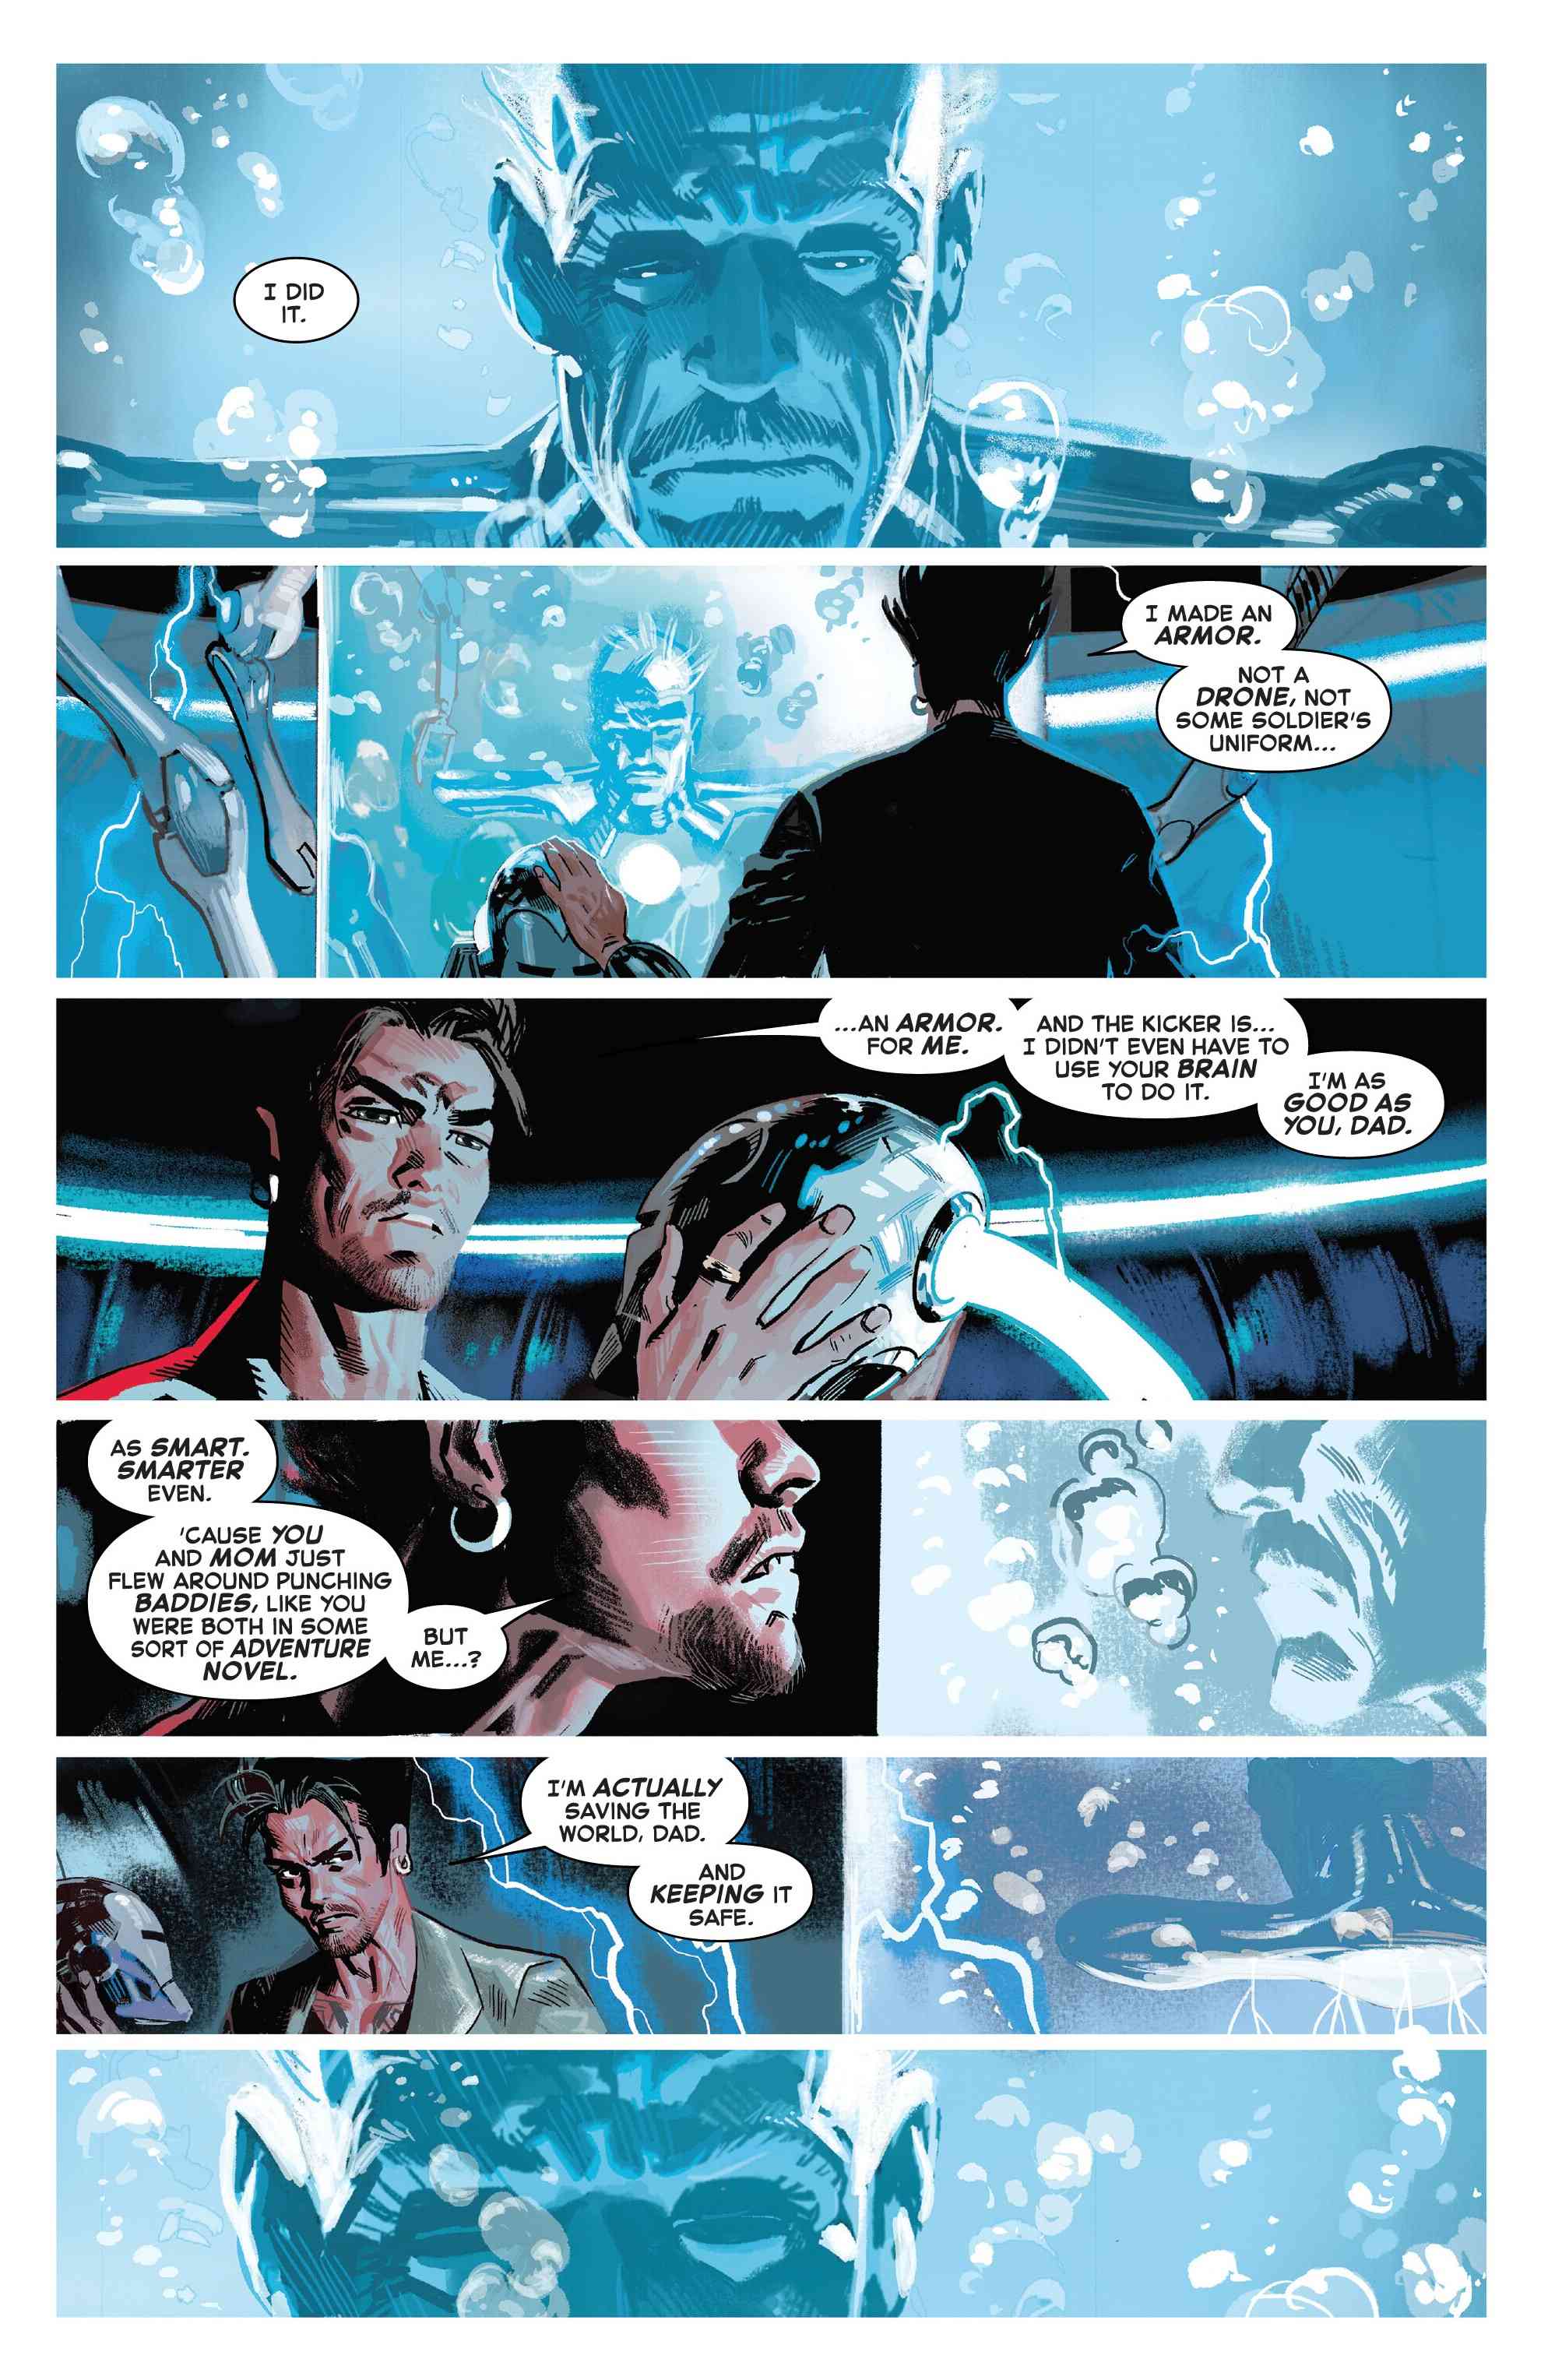 I DID
IT.
I MADE AN
ARMOR.
NOT A
DRONE, NOT
SOME SOLDIER'S
UNIFORM...
...AN ARMOR.
FOR ME.
AND THE KICKER IS...
I DIDN'T EVEN HAVE TO
USE YOUR BRAIN
TO DO IT.
I'M AS
GOOD AS
YOU, DAD.
AS SMART.
SMARTER
EVEN.
'CAUSE YOU
AND MOM JUST
FLEW AROUND PUNCHING
BADDIES, LIKE YOU
WERE BOTH IN SOME
SORT OF ADVENTURE
NOVEL.
BUT
ME...?
I'M ACTUALLY
SAVING THE
WORLD, DAD.
AND
KEEPING IT
SAFE.